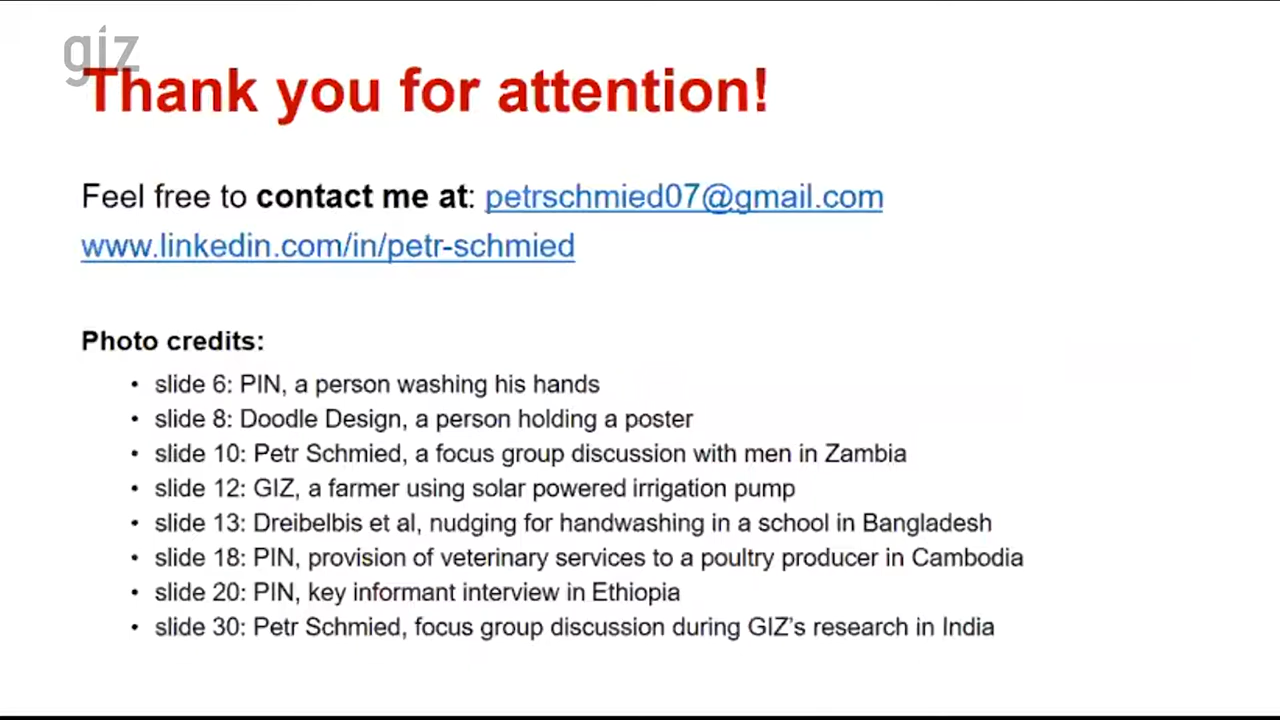 giz
Thank you for attention!
Feel free to contact me at: petrschmied07@gmail.com
www.linkedin.com/in/petr-schmied
Photo credits:
• slide 6: PIN, a person washing his hands
• slide 8: Doodle Design, a person holding a poster
• slide 10: Petr Schmied, a focus group discussion with men in Zambia
• slide 12: GIZ, a farmer using solar powered irrigation pump
• slide 13: Dreibelbis et al, nudging for handwashing in a school in Bangladesh
• slide 18: PIN, provision of veterinary services to a poultry producer in Cambodia
• slide 20: PIN, key informant interview in Ethiopia
• slide 30: Petr Schmied, focus group discussion during GIZ's research in India